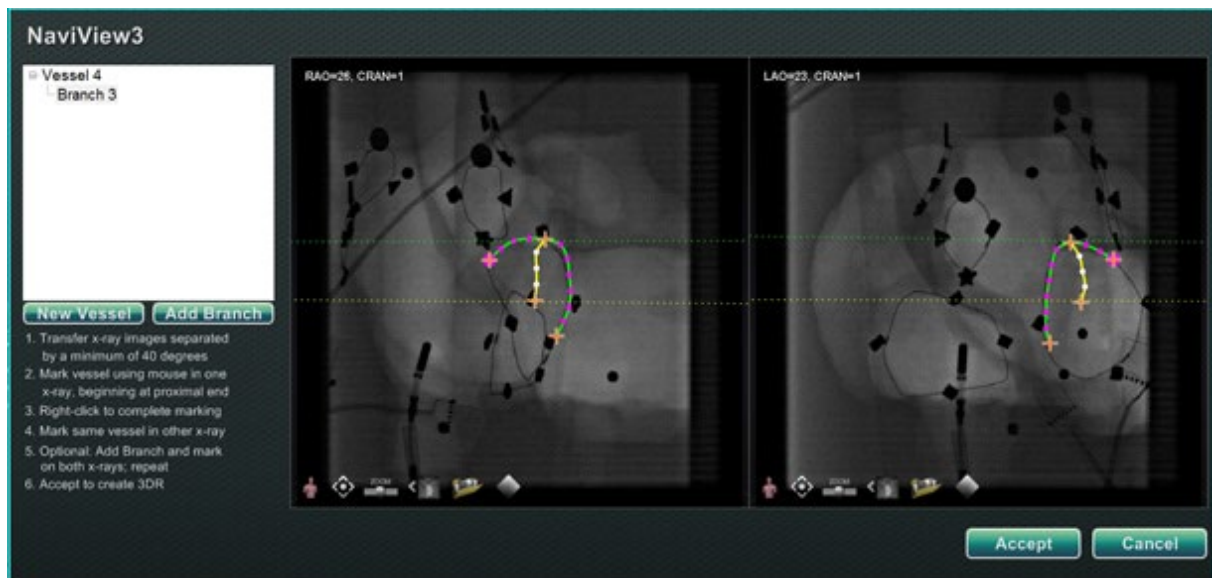 NaviView3
Vessel 4
Branch 3
New Vessel
Add Branch
1. Transfer x-ray images separated
by a minimum of 40 degrees
2. Mark vessel using mouse in one
x-ray, beginning at proximal end
3. Right-click to complete marking
4. Mark same vessel in other x-ray
5. Optional: Add Branch and mark
on both x-rays; repeat
6. Accept to create 3DR
RAO=26, CRAN=1
ZOOM
LAO=23, CRAN=1
ZOOM
Accept
Cancel